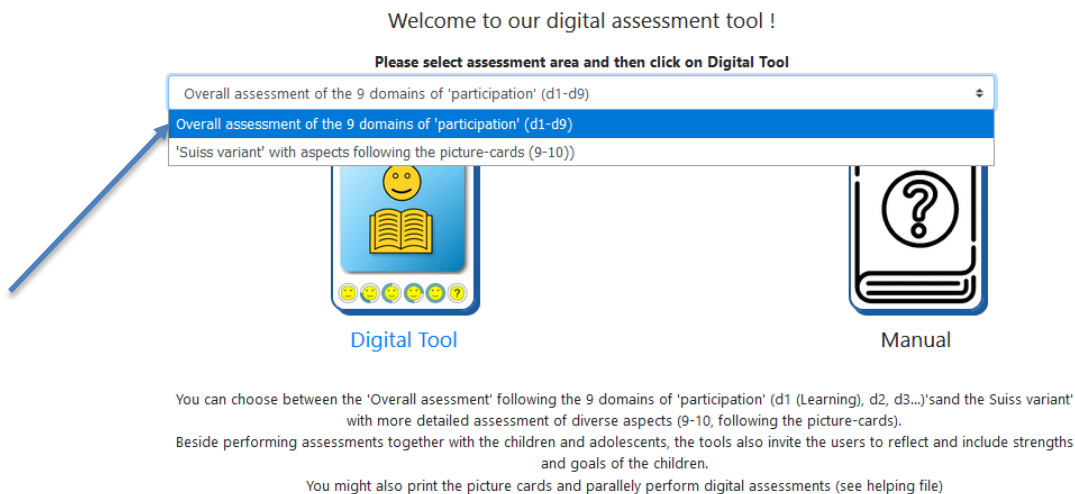 Welcome to our digital assessment tool !
Please select assessment area and then click on Digital Tool
Overall assessment of the 9 domains of 'participation' (d1-d9)
Overall assessment of the 9 domains of 'participation' (d1-d9)
'Suiss variant' with aspects following the picture-cards (9-10))
?
?
Digital Tool
Manual
You can choose between the 'Overall asessment' following the 9 domains of 'participation' (d1 (Learning), d2, d3...)'sand the Suiss variant'
with more detailed assessment of diverse aspects (9-10, following the picture-cards).
Beside performing assessments together with the children and adolescents, the tools also invite the users to reflect and include strengths
and goals of the children.
You might also print the picture cards and parallely perform digital assessments (see helping file)